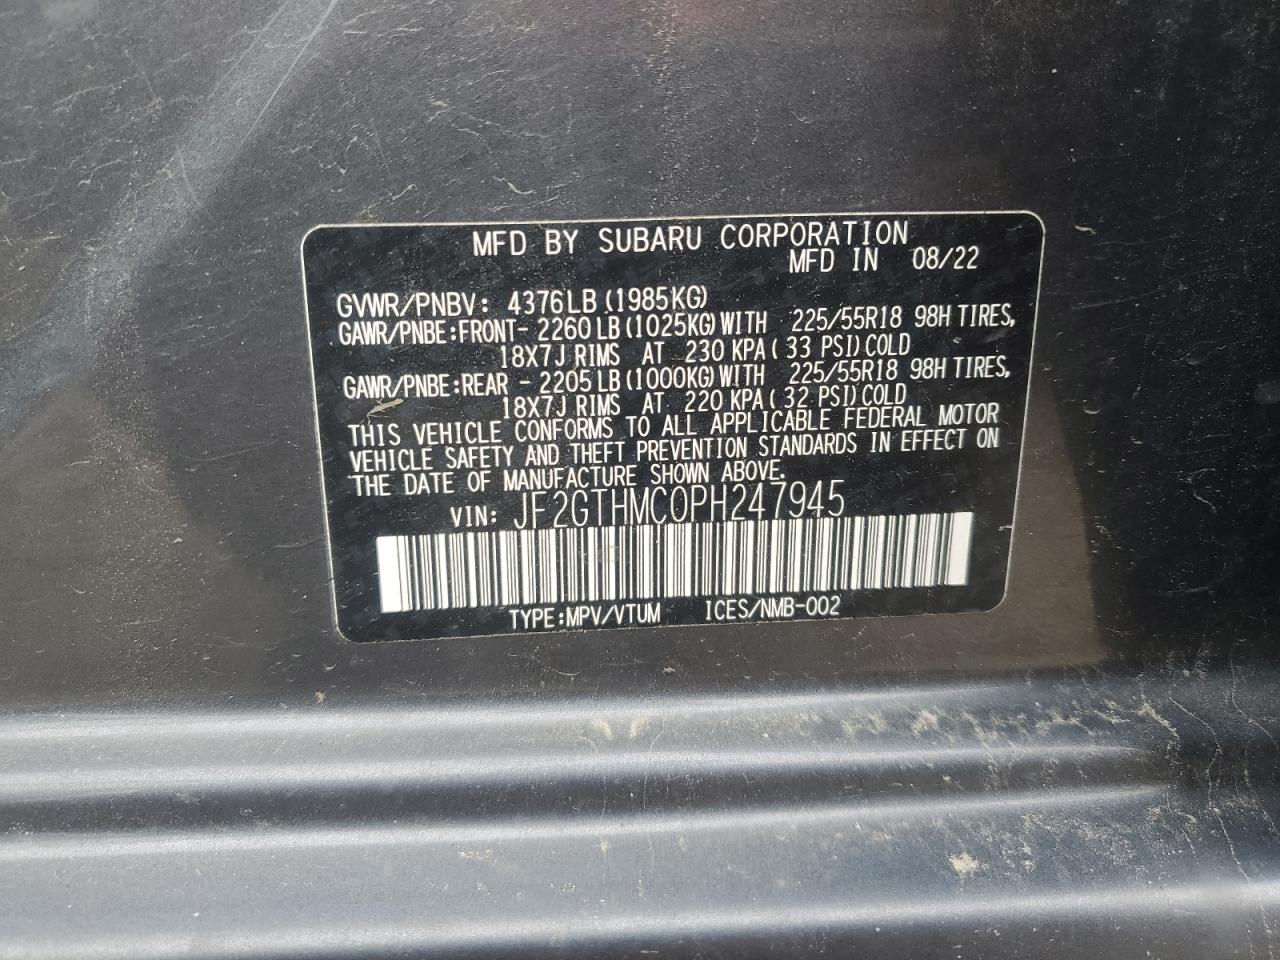 MFD BY SUBARU CORPORATION
MFD IN 08/22
GVWR/PNBV: 4376LB (1985KG)
GAWR/PNBE:FRONT- 2260 LB (1025KG) WITH 225/55R18 98H TIRES,
18X7J RIMS AT 230 KPA ( 33 PSI) COLD
GAWR/PNBE:REAR - 2205 LB (1000KG) WITH 225/55R18 98H TIRES,
18X7J RIMS AT 220 KPA ( 32 PSI) COLD
THIS VEHICLE CONFORMS TO ALL APPLICABLE FEDERAL MOTOR
VEHICLE SAFETY AND THEFT PREVENTION STANDARDS IN EFFECT ON
THE DATE OF MANUFACTURE SHOWN ABOVE.
VIN: JF2GTHMC0PH247945
TYPE:MPV/VTUM ICES/NMB-002